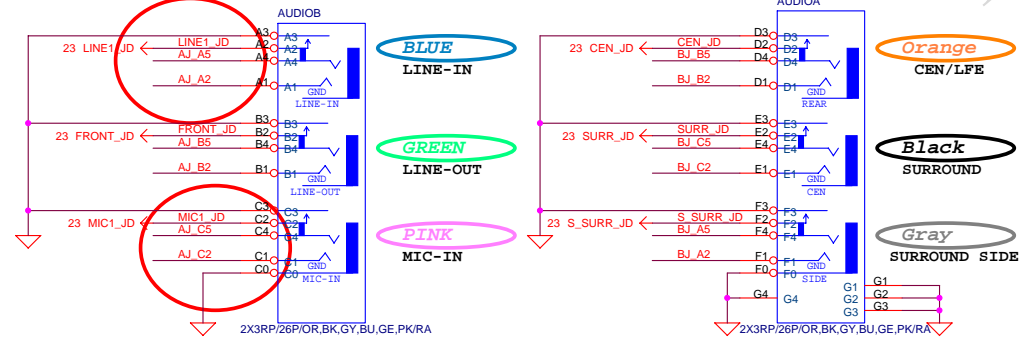 AUDIOB
A3
A3
23 LINE1_JD
LINE1_JD
A2
A2
AJ_A5
A4
A4
AJ_A2
A1
A1
GND
LINE-IN
BLUE
LINE-IN
B3
B3
23 FRONT_JD
FRONT_JD
B2
B2
AJ_B5
B4
B4
AJ_B2
B1
B1
GND
LINE-OUT
GREEN
LINE-OUT
C3
C3
23 MIC1_JD
MIC1_JD
C2
C2
AJ_C5
C4
C4
AJ_C2
C1
C1
GND
C0
C0
MIC-IN
PINK
MIC-IN
2X3RP/26P/OR,BK,GY,BU,GE,PK/RA
AUDIOA
D3
D3
23 CEN_JD
CEN_JD
D2
D2
BJ_B5
D4
D4
BJ_B2
D1
D1
GND
REAR
Orange
CEN/LFE
E3
E3
23 SURR_JD
SURR_JD
E2
E2
BJ_C5
E4
E4
BJ_C2
E1
E1
GND
CEN
Black
SURROUND
F3
F3
23 S_SURR_JD
S_SURR_JD
F2
F2
BJ_A5
F4
F4
BJ_A2
F1
F1
GND
F0
F0
SIDE
Gray
SURROUND SIDE
G4
G4
G1
G1
G2
G2
G3
G3
2X3RP/26P/OR,BK,GY,BU,GE,PK/RA